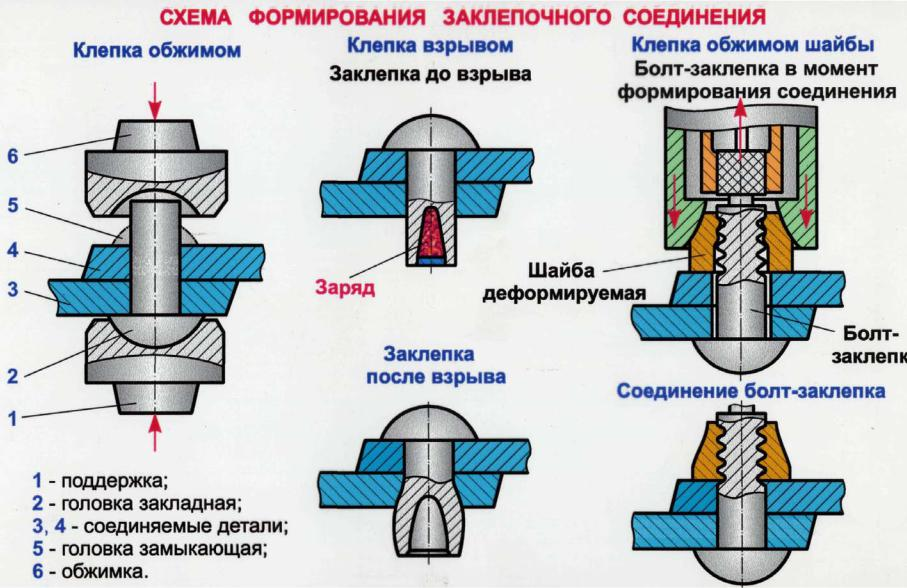 СХЕМА ФОРМИРОВАНИЯ ЗАКЛЕПОЧНОГО СОЕДИНЕНИЯ
Клепка обжимом
6
5
4
3
2
1
1 - поддержка;
2 - головка закладная;
3, 4 - соединяемые детали;
5 - головка замыкающая;
6 - обжимка.
Клепка взрывом
Заклепка до взрыва
Заряд
Заклепка
после взрыва
Клепка обжимом шайбы
Болт-заклепка в момент
формирования соединения
Шайба
деформируемая
Болт-
заклепк
Соединение болт-заклепка